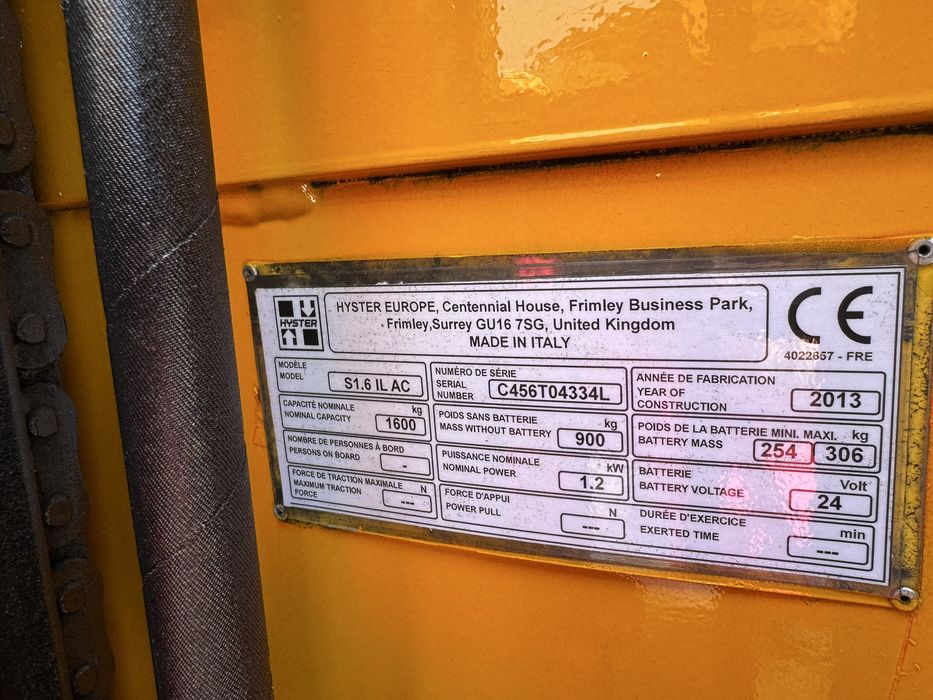 HYSTER
HYSTER EUROPE, Centennial House, Frimley Business Park,
Frimley,Surrey GU16 7SG, United Kingdom
MADE IN ITALY
CE
4022657 - FRE
MODÈLE
MODEL
S1.6 IL AC
NUMÉRO DE SÉRIE
SERIAL
NUMBER
C456T04334L
ANNÉE DE FABRICATION
YEAR OF
CONSTRUCTION
2013
CAPACITÉ NOMINALE kg
NOMINAL CAPACITY 1600
POIDS SANS BATTERIE kg
MASS WITHOUT BATTERY 900
POIDS DE LA BATTERIE MINI. MAXI. kg
BATTERY MASS 254 306
NOMBRE DE PERSONNES À BORD
PERSONS ON BOARD -
PUISSANCE NOMINALE kW
NOMINAL POWER 1.2
BATTERIE Volt
BATTERY VOLTAGE 24
FORCE DE TRACTION MAXIMALE N
MAXIMUM TRACTION
FORCE ---
FORCE D'APPUI N
POWER PULL ---
DURÉE D'EXERCICE min
EXERTED TIME ---